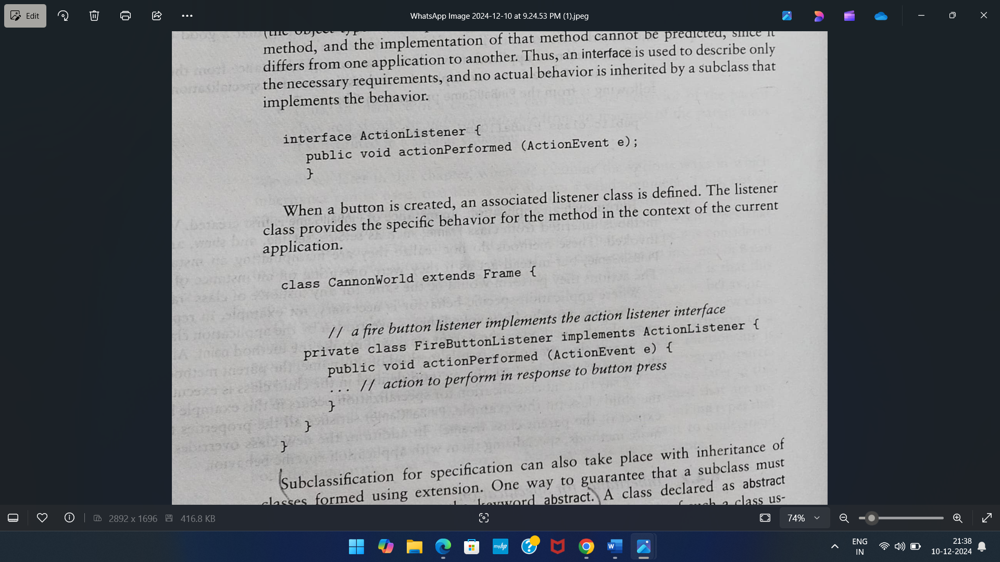 Edit
WhatsApp Image 2024-12-10 at 9.24.53 PM (1).jpeg
(the object
method, and the implementation of that method cannot be predicted, since it
differs from one application to another. Thus, an interface is used to describe only
the necessary requirements, and no actual behavior is inherited by a subclass that
implements the behavior.
interface ActionListener {
public void actionPerformed (ActionEvent e);
}
When a button is created, an associated listener class is defined. The listener
class provides the specific behavior for the method in the context of the current
application.
class CannonWorld extends Frame {
// a fire button listener implements the action listener interface
private class FireButtonListener implements ActionListener {
public void actionPerformed (ActionEvent e) {
... // action to perform in response to button press
}
}
}
(Subclassification for specification can also take place with inheritance of
classes formed using extension. One way to guarantee that a subclass must
keyword abstract.) A class declared as abstract
such a class us-
2892 x 1696
416.8 KB
74%
myhp
ENG
IN
21:38
10-12-2024